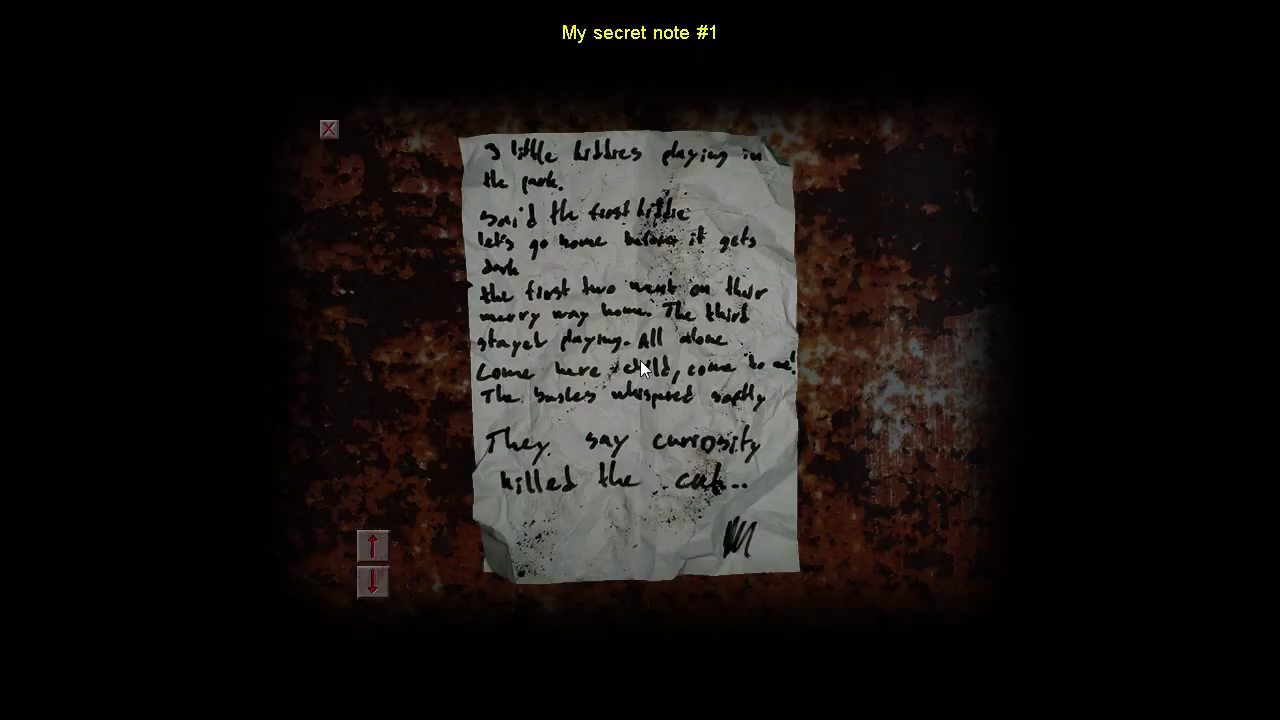 My secret note #1
3 little kiddies playing in
the park.
Said the first kiddie
let's go home before it gets
dark
the first two went on their
merry way home. The third
stayed playing. All alone
Come here child, come to me!
The bushes whispered softly
They say curiosity
killed the cat...